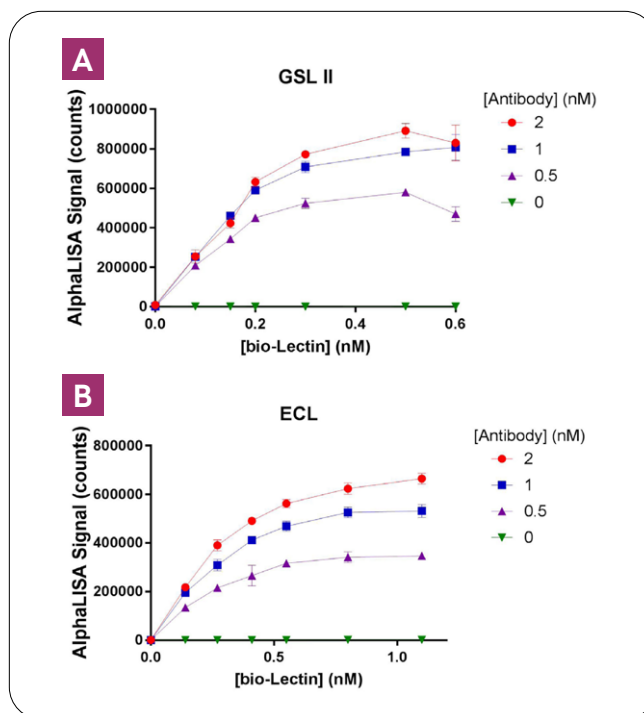 A
GSL II
AlphaLISA Signal (counts)
1000000
800000
600000
400000
200000
0
0.0 0.2 0.4 0.6
[bio-Lectin] (nM)
[Antibody] (nM)
2
1
0.5
0
B
ECL
AlphaLISA Signal (counts)
800000
600000
400000
200000
0
0.0 0.5 1.0
[bio-Lectin] (nM)
[Antibody] (nM)
2
1
0.5
0